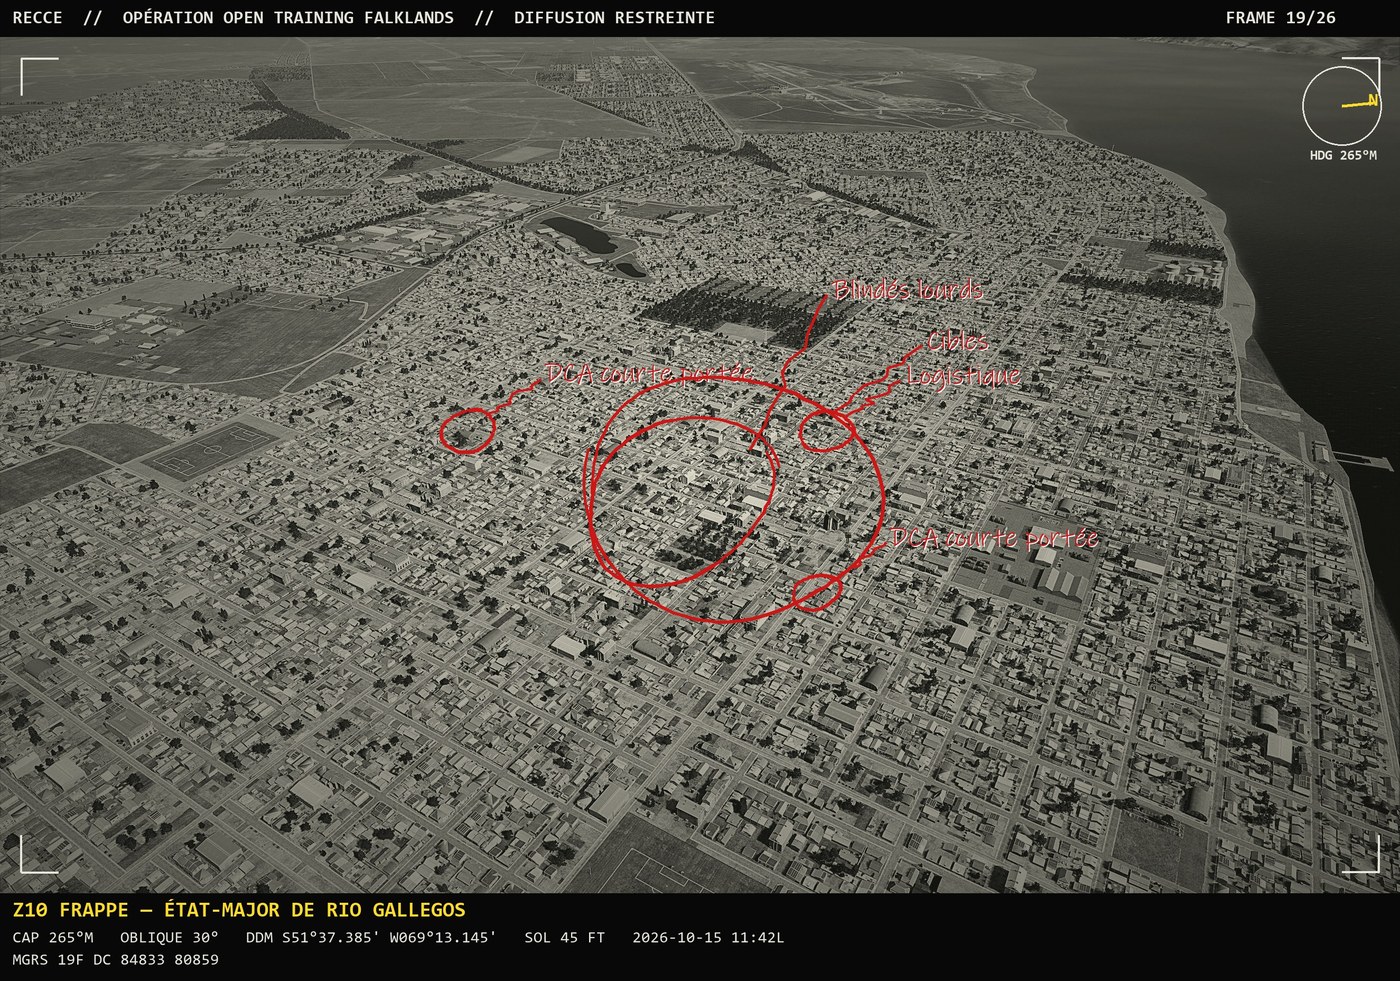 RECCE // OPÉRATION OPEN TRAINING FALKLANDS // DIFFUSION RESTREINTE FRAME 19/26
N
HDG 265°M
Blindés lourds
Cibles
DCA courte portée
Logistique
DCA courte portée
Z10 FRAPPE — ÉTAT-MAJOR DE RIO GALLEGOS
CAP 265°M OBLIQUE 30° DDM S51°37.385' W069°13.145' SOL 45 FT 2026-10-15 11:42L
MGRS 19F DC 84833 80859